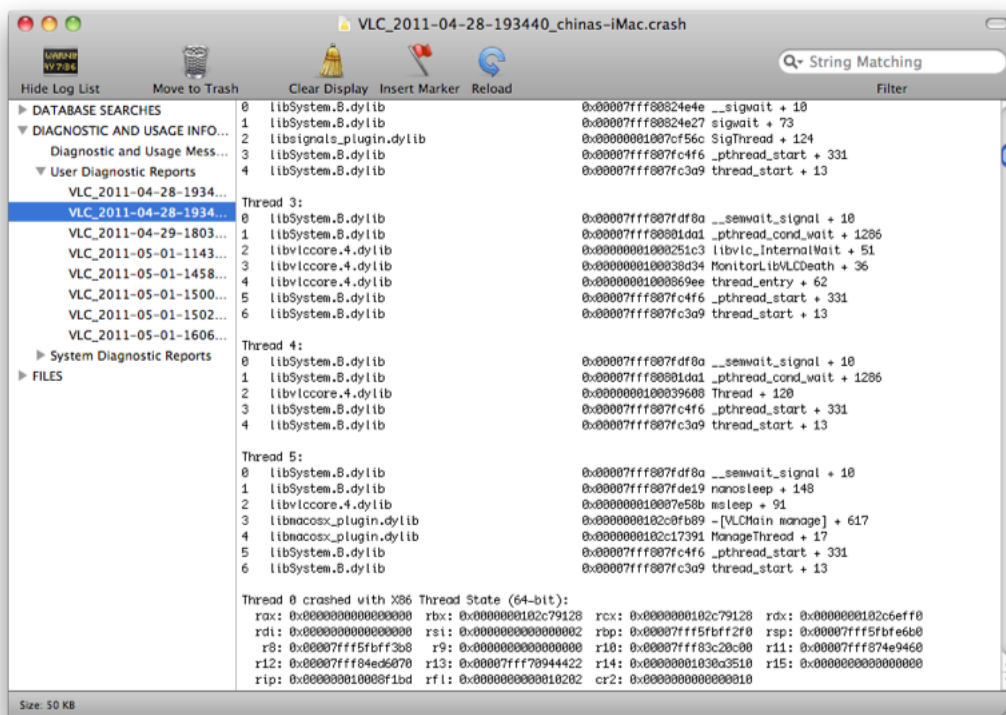 VLC_2011-04-28-193440_chinas-iMac.crash
WARNIN
AY 7:86
Hide Log List Move to Trash Clear Display Insert Marker Reload String Matching Filter
DATABASE SEARCHES
DIAGNOSTIC AND USAGE INFO...
Diagnostic and Usage Mess...
User Diagnostic Reports
VLC_2011-04-28-1934...
VLC_2011-04-28-1934...
VLC_2011-04-29-1803...
VLC_2011-05-01-1143...
VLC_2011-05-01-1458...
VLC_2011-05-01-1500...
VLC_2011-05-01-1502...
VLC_2011-05-01-1606...
System Diagnostic Reports
FILES
0 libSystem.B.dylib 0x00007fff80824e4e __sigwait + 10
1 libSystem.B.dylib 0x00007fff80824e27 sigwait + 73
2 libsignals_plugin.dylib 0x00000001007cf56c SigThread + 124
3 libSystem.B.dylib 0x00007fff807fc4f6 _pthread_start + 331
4 libSystem.B.dylib 0x00007fff807fc3a9 thread_start + 13
Thread 3:
0 libSystem.B.dylib 0x00007fff807fdf8a __semwait_signal + 10
1 libSystem.B.dylib 0x00007fff80801da1 _pthread_cond_wait + 1286
2 libvlccore.4.dylib 0x00000001000251c3 libvlc_InternalWait + 51
3 libvlccore.4.dylib 0x0000000100038d34 MonitorLibVLCDeath + 36
4 libvlccore.4.dylib 0x00000001000869ee thread_entry + 62
5 libSystem.B.dylib 0x00007fff807fc4f6 _pthread_start + 331
6 libSystem.B.dylib 0x00007fff807fc3a9 thread_start + 13
Thread 4:
0 libSystem.B.dylib 0x00007fff807fdf8a __semwait_signal + 10
1 libSystem.B.dylib 0x00007fff80801da1 _pthread_cond_wait + 1286
2 libvlccore.4.dylib 0x0000000100039608 Thread + 120
3 libSystem.B.dylib 0x00007fff807fc4f6 _pthread_start + 331
4 libSystem.B.dylib 0x00007fff807fc3a9 thread_start + 13
Thread 5:
0 libSystem.B.dylib 0x00007fff807fdf8a __semwait_signal + 10
1 libSystem.B.dylib 0x00007fff807fde19 nanosleep + 148
2 libvlccore.4.dylib 0x000000010007e58b msleep + 91
3 libmacosx_plugin.dylib 0x0000000102c0fb89 -[VLCMain manage] + 617
4 libmacosx_plugin.dylib 0x0000000102c17391 ManageThread + 17
5 libSystem.B.dylib 0x00007fff807fc4f6 _pthread_start + 331
6 libSystem.B.dylib 0x00007fff807fc3a9 thread_start + 13
Thread 0 crashed with X86 Thread State (64-bit):
rax: 0x0000000000000000 rbx: 0x0000000102c79128 rcx: 0x0000000102c79128 rdx: 0x0000000102c6eff0
rdi: 0x0000000000000000 rsi: 0x0000000000000002 rbp: 0x00007fff5fbff2f0 rsp: 0x00007fff5fbfe6b0
r8: 0x00007fff5fbff3b8 r9: 0x0000000000000000 r10: 0x00007fff83c20c00 r11: 0x00007fff874e9460
r12: 0x00007fff84ed6070 r13: 0x00007fff70944422 r14: 0x00000001030a3510 r15: 0x0000000000000000
rip: 0x000000010008f1bd rfl: 0x0000000000010202 cr2: 0x0000000000000010
Size: 50 KB